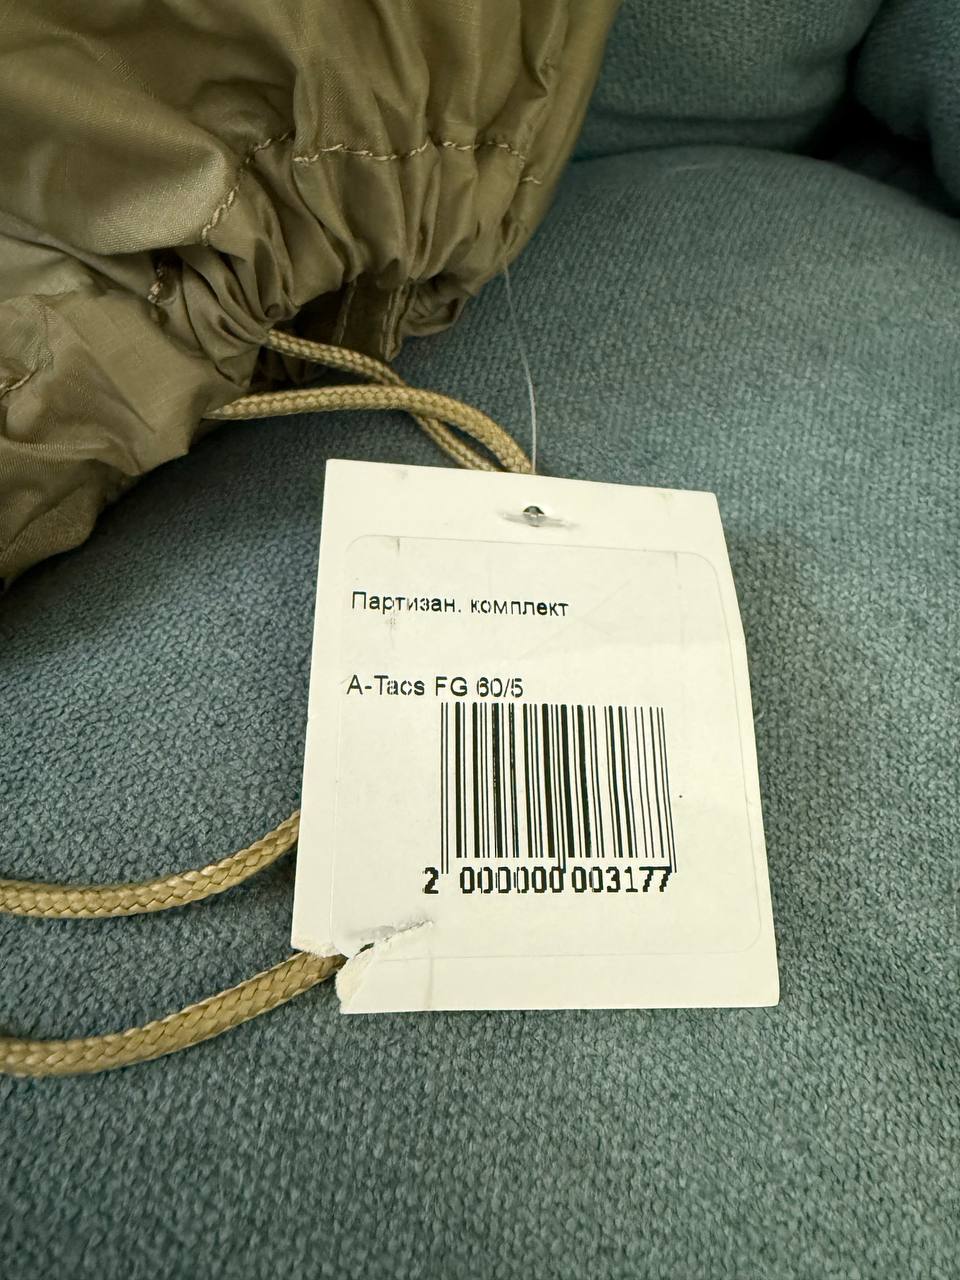 Партизан. комплект
A-Tacs FG 60/5
2 000000 003177